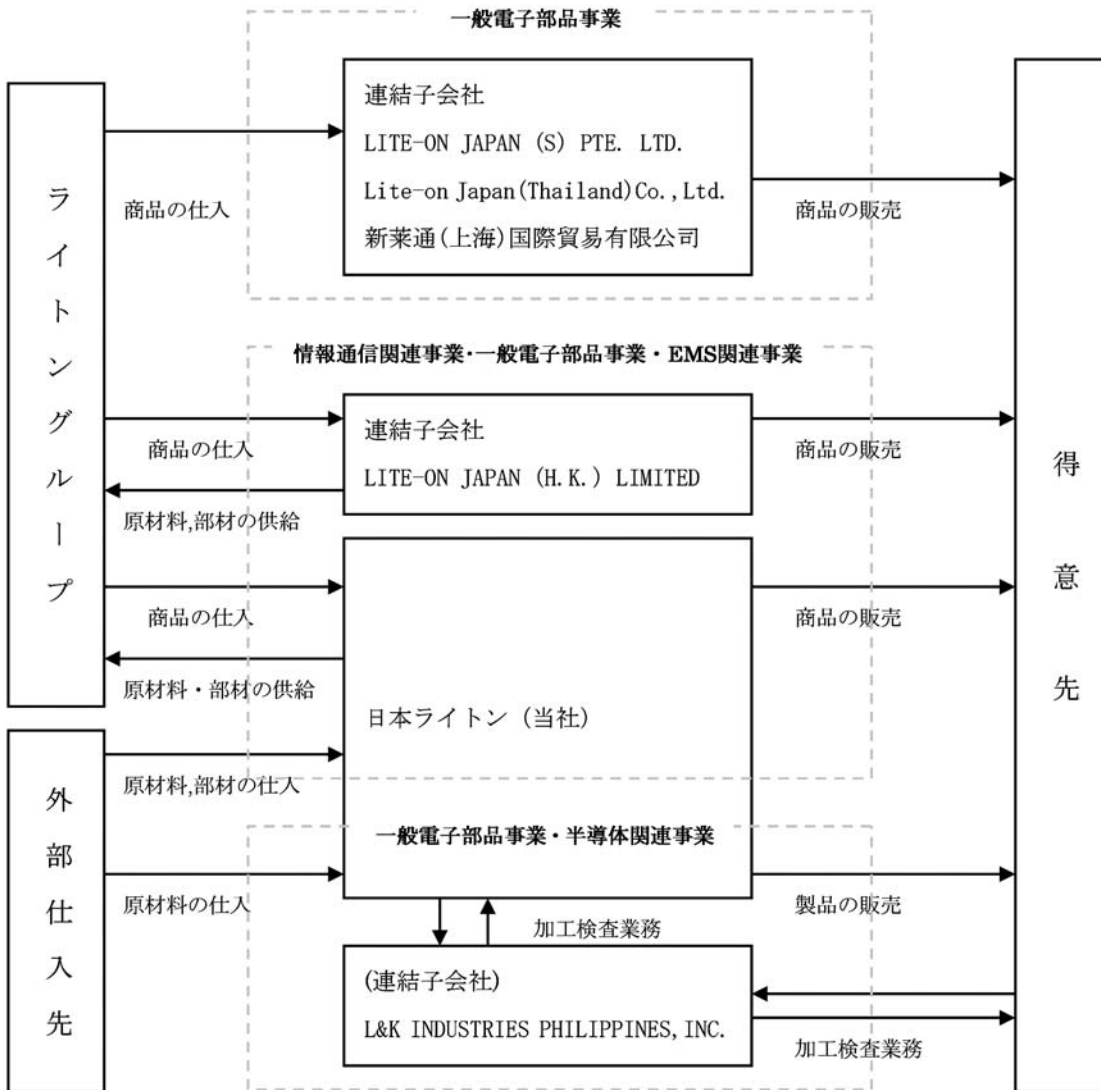 一般電子部品事業
連結子会社
LITE-ON JAPAN (S) PTE. LTD.
Lite-on Japan(Thailand)Co.,Ltd.
新莱通(上海)国際貿易有限公司
商品の仕入
商品の販売
ライトングループ
情報通信関連事業・一般電子部品事業・EMS関連事業
連結子会社
LITE-ON JAPAN (H.K.) LIMITED
商品の仕入
商品の販売
原材料,部材の供給
得意先
商品の仕入
商品の販売
原材料・部材の供給
日本ライトン（当社）
外部仕入先
原材料,部材の仕入
一般電子部品事業・半導体関連事業
原材料の仕入
製品の販売
加工検査業務
(連結子会社)
L&K INDUSTRIES PHILIPPINES, INC.
加工検査業務